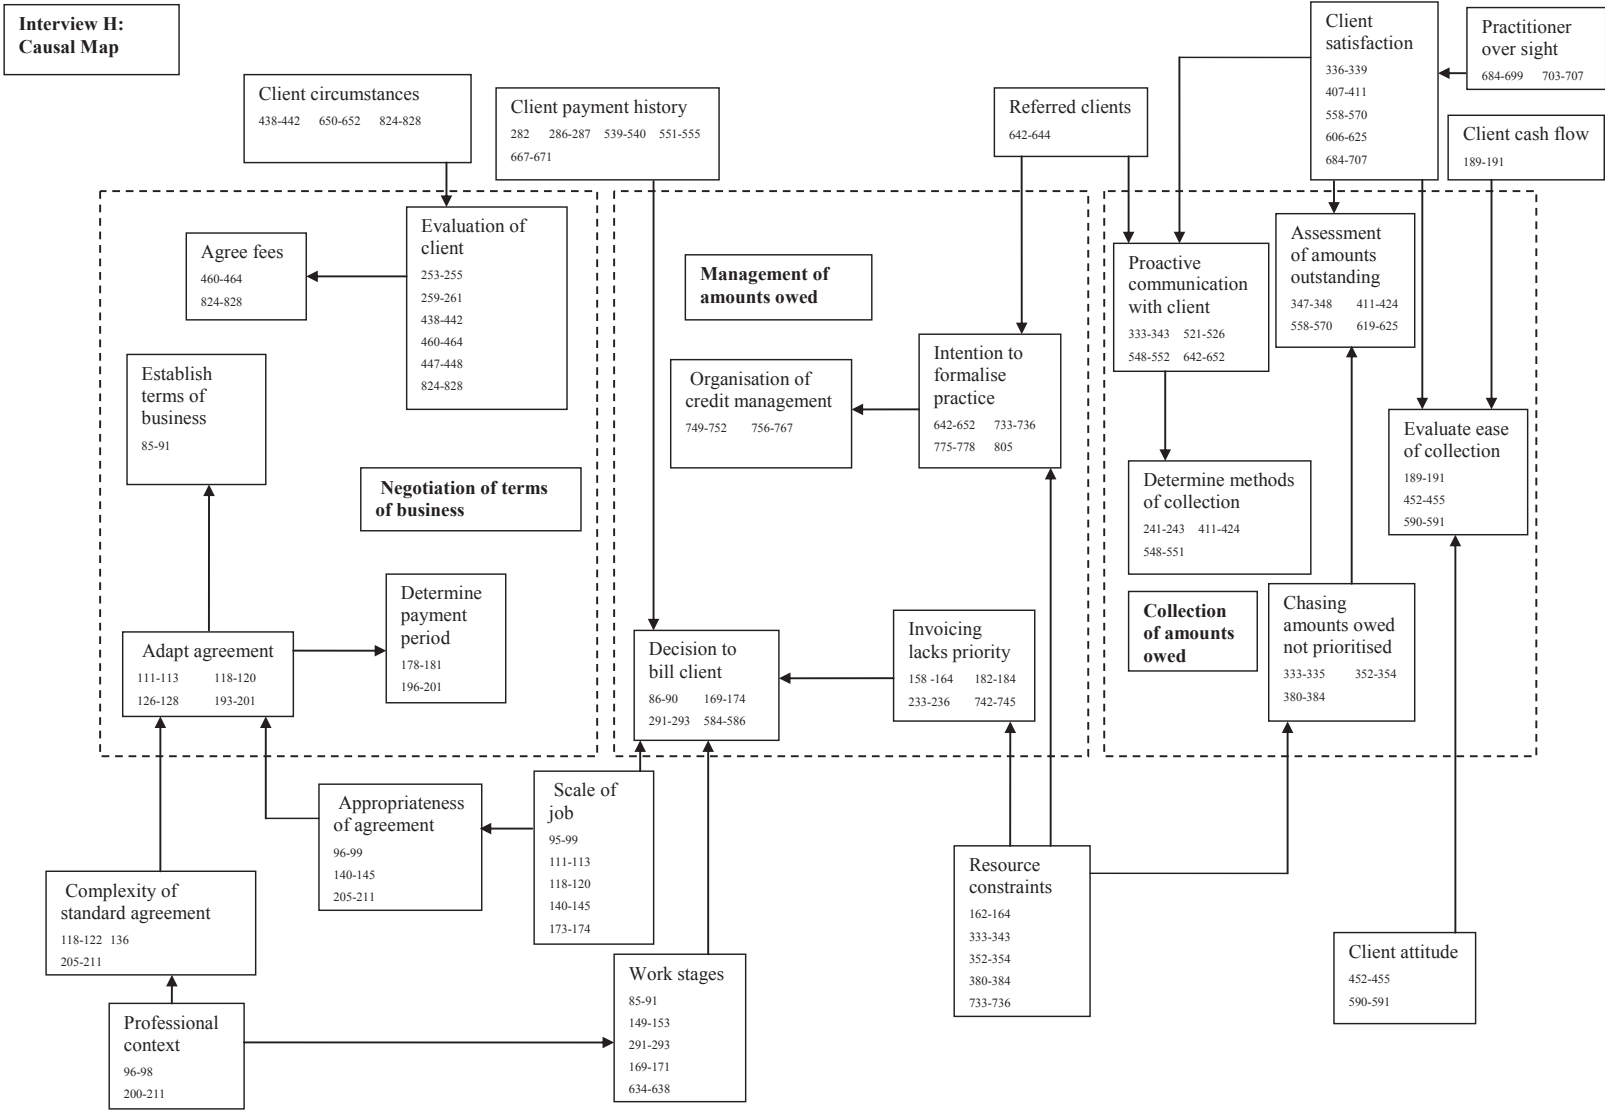 Interview H:
Causal Map
Client circumstances
438-442 650-652 824-828
Client payment history
282 286-287 539-540 551-555
667-671
Referred clients
642-644
Client
satisfaction
336-339
407-411
558-570
606-625
684-707
Practitioner
over sight
684-699 703-707
Client cash flow
189-191
Agree fees
460-464
824-828
Evaluation of
client
253-255
259-261
438-442
460-464
447-448
824-828
Establish
terms of
business
85-91
Negotiation of terms
of business
Determine
payment
period
178-181
196-201
Adapt agreement
111-113 118-120
126-128 193-201
Management of
amounts owed
Organisation of
credit management
749-752 756-767
Intention to
formalise
practice
642-652 733-736
775-778 805
Decision to
bill client
86-90 169-174
291-293 584-586
Invoicing
lacks priority
158 -164 182-184
233-236 742-745
Proactive
communication
with client
333-343 521-526
548-552 642-652
Assessment
of amounts
outstanding
347-348 411-424
558-570 619-625
Determine methods
of collection
241-243 411-424
548-551
Evaluate ease
of collection
189-191
452-455
590-591
Collection
of amounts
owed
Chasing
amounts owed
not prioritised
333-335 352-354
380-384
Appropriateness
of agreement
96-99
140-145
205-211
Scale of
job
95-99
111-113
118-120
140-145
173-174
Complexity of
standard agreement
118-122 136
205-211
Professional
context
96-98
200-211
Work stages
85-91
149-153
291-293
169-171
634-638
Resource
constraints
162-164
333-343
352-354
380-384
733-736
Client attitude
452-455
590-591